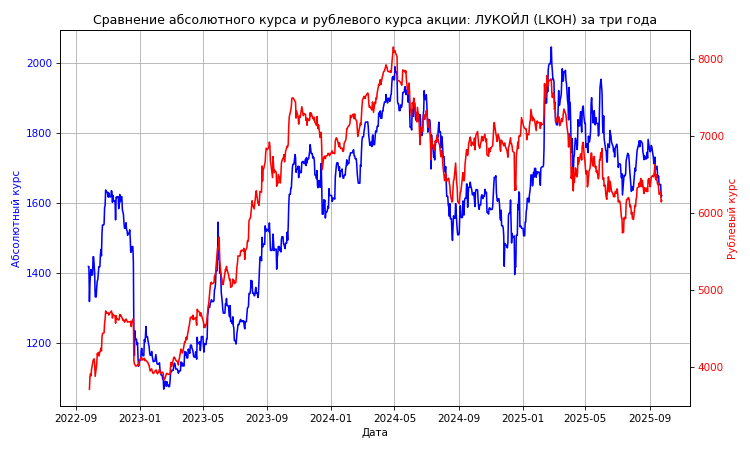 Сравнение абсолютного курса и рублевого курса акции: ЛУКОЙЛ (LKOH) за три года
Абсолютный курс
2000
1800
1600
1400
1200
8000
7000
6000
5000
4000
Рублевый курс
2022-09 2023-01 2023-05 2023-09 2024-01 2024-05 2024-09 2025-01 2025-05 2025-09
Дата